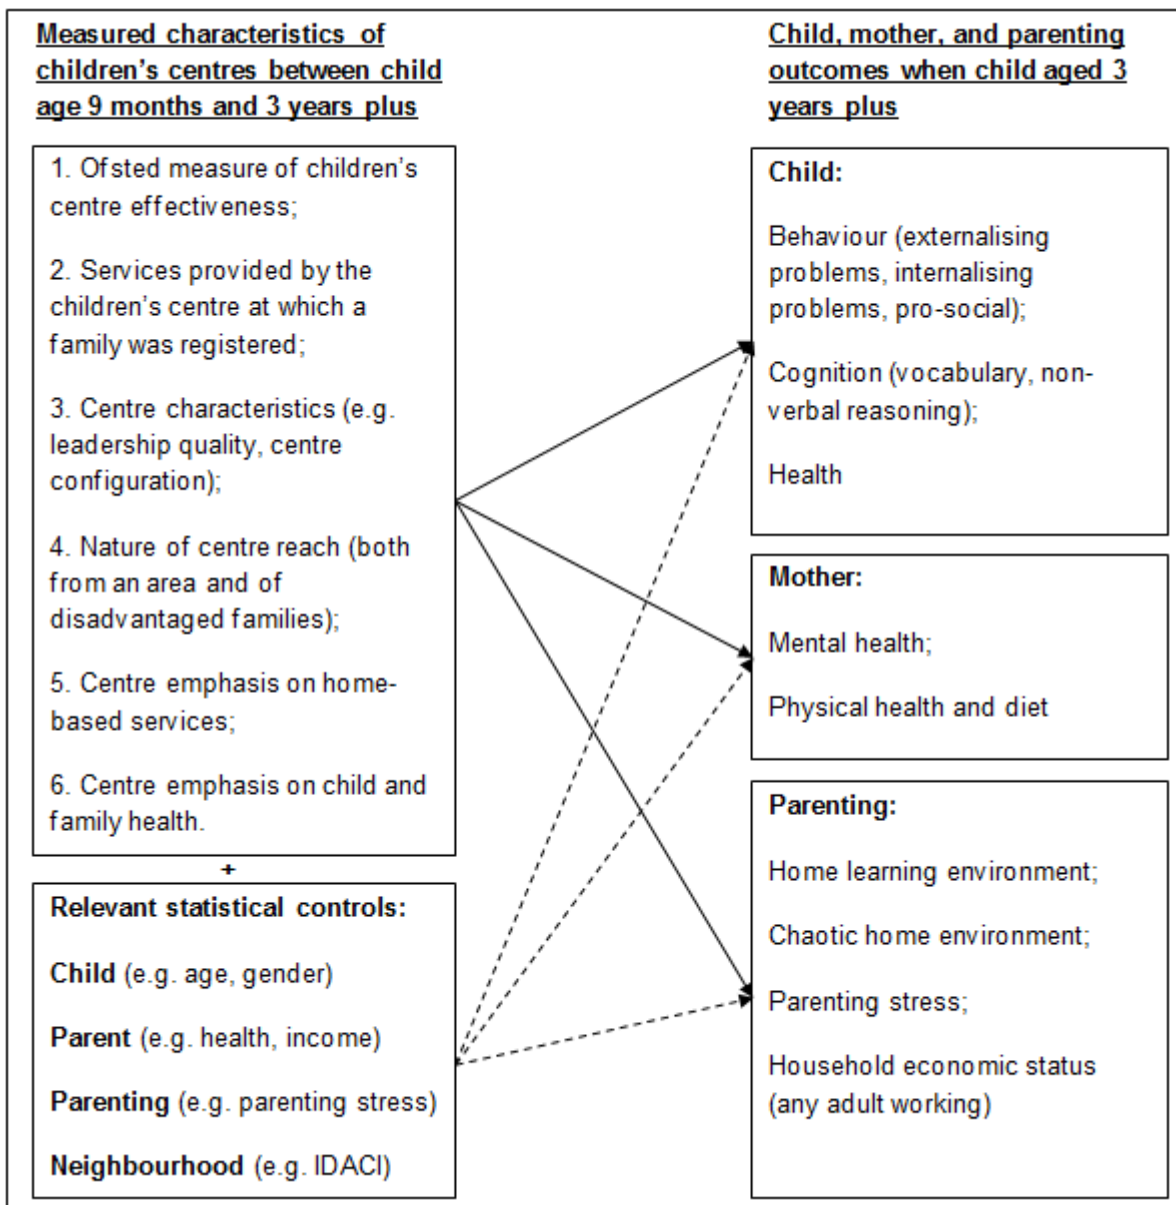 Measured characteristics of
children's centres between child
age 9 months and 3 years plus
1. Ofsted measure of children's
centre effectiveness;
2. Services provided by the
children's centre at which a
family was registered;
3. Centre characteristics (e.g.
leadership quality, centre
configuration);
4. Nature of centre reach (both
from an area and of
disadvantaged families);
5. Centre emphasis on home-
based services;
6. Centre emphasis on child and
family health.
+
Relevant statistical controls:
Child (e.g. age, gender)
Parent (e.g. health, income)
Parenting (e.g. parenting stress)
Neighbourhood (e.g. IDACI)
Child, mother, and parenting
outcomes when child aged 3
years plus
Child:
Behaviour (externalising
problems, internalising
problems, pro-social);
Cognition (vocabulary, non-
verbal reasoning);
Health
Mother:
Mental health;
Physical health and diet
Parenting:
Home learning environment;
Chaotic home environment;
Parenting stress;
Household economic status
(any adult working)